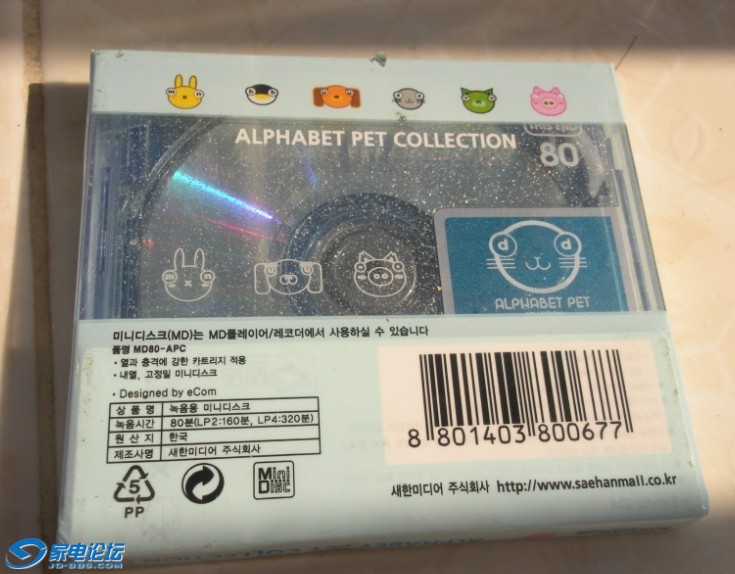 THIS END
ALPHABET PET COLLECTION
80
d d
ALPHABET PET
미니디스크(MD)는 MD플레이어/레코더에서 사용하실 수 있습니다
품명 MD80-APC
· 열과 충격에 강한 카트리지 적용
· 내열, 고정밀 미니디스크
· Designed by eCom
상 품 명 녹음용 미니디스크
녹음시간 80분(LP2:160분, LP4:320분)
원 산 지 한국
제조사명 새한미디어 주식회사
8 801403 800677
5
PP
Mini
Disc
새한미디어 주식회사 http://www.saehanmall.co.kr
ALPHABET PET COLLECTION
家电论坛
JD-BBS.COM